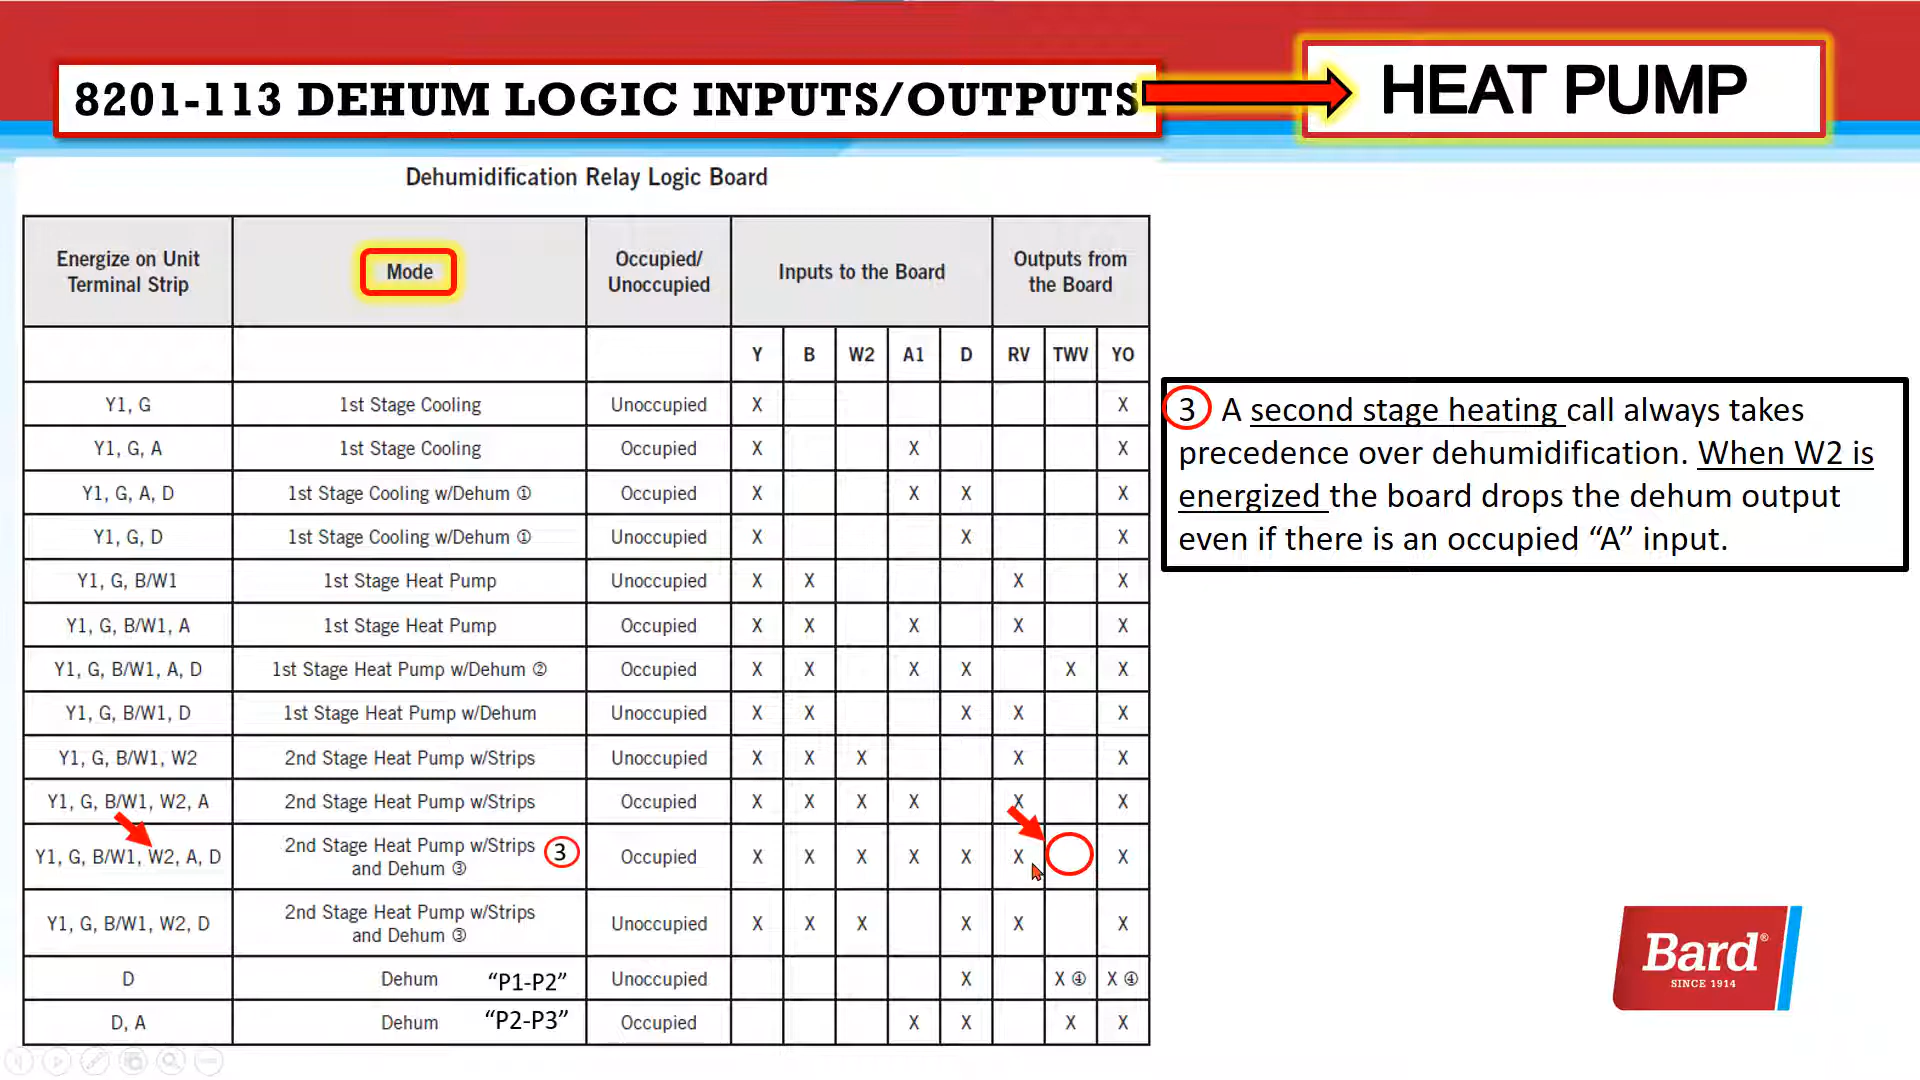 8201-113 DEHUM LOGIC INPUTS/OUTPUTS
HEAT PUMP
Dehumidification Relay Logic Board
Energize on Unit Terminal Strip Mode Occupied/ Unoccupied Inputs to the Board Outputs from the Board
Y B W2 A1 D RV TWV YO
Y1, G 1st Stage Cooling Unoccupied X X
Y1, G, A 1st Stage Cooling Occupied X X X
Y1, G, A, D 1st Stage Cooling w/Dehum ① Occupied X X X X
Y1, G, D 1st Stage Cooling w/Dehum ① Unoccupied X X X
Y1, G, B/W1 1st Stage Heat Pump Unoccupied X X X X
Y1, G, B/W1, A 1st Stage Heat Pump Occupied X X X X X
Y1, G, B/W1, A, D 1st Stage Heat Pump w/Dehum ② Occupied X X X X X X
Y1, G, B/W1, D 1st Stage Heat Pump w/Dehum Unoccupied X X X X X
Y1, G, B/W1, W2 2nd Stage Heat Pump w/Strips Unoccupied X X X X X
Y1, G, B/W1, W2, A 2nd Stage Heat Pump w/Strips Occupied X X X X X X
Y1, G, B/W1, W2, A, D 2nd Stage Heat Pump w/Strips and Dehum ③ 3 Occupied X X X X X X X
Y1, G, B/W1, W2, D 2nd Stage Heat Pump w/Strips and Dehum ③ Unoccupied X X X X X X
D Dehum “P1-P2” Unoccupied X X ④ X ④
D, A Dehum “P2-P3” Occupied X X X X
3 A second stage heating call always takes
precedence over dehumidification. When W2 is
energized the board drops the dehum output
even if there is an occupied “A” input.
Bard®
SINCE 1914